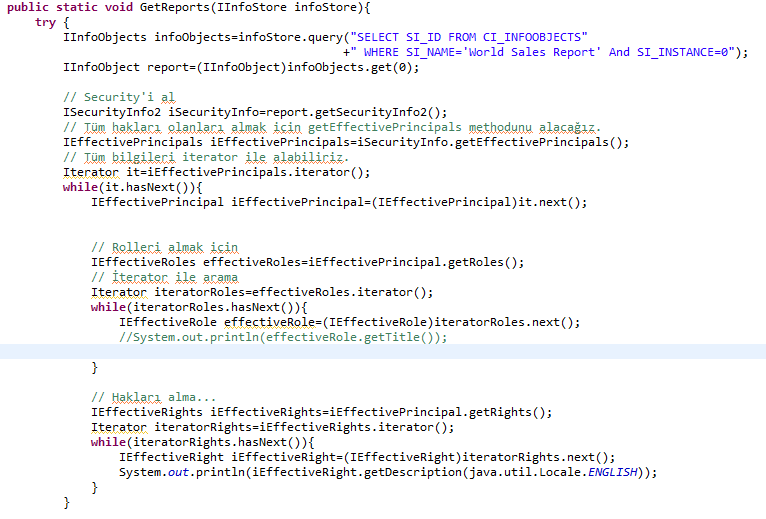 public static void GetReports(IInfoStore infoStore){
    try {
        IInfoObjects infoObjects=infoStore.query("SELECT SI_ID FROM CI_INFOOBJECTS"
                                                +" WHERE SI_NAME='World Sales Report' And SI_INSTANCE=0");
        IInfoObject report=(IInfoObject)infoObjects.get(0);

        // Security'i al
        ISecurityInfo2 iSecurityInfo=report.getSecurityInfo2();
        // Tüm hakları olanları almak için getEffectivePrincipals methodunu alacağız.
        IEffectivePrincipals iEffectivePrincipals=iSecurityInfo.getEffectivePrincipals();
        // Tüm bilgileri iterator ile alabiliriz.
        Iterator it=iEffectivePrincipals.iterator();
        while(it.hasNext()){
            IEffectivePrincipal iEffectivePrincipal=(IEffectivePrincipal)it.next();


            // Rolleri almak için
            IEffectiveRoles effectiveRoles=iEffectivePrincipal.getRoles();
            // İterator ile arama
            Iterator iteratorRoles=effectiveRoles.iterator();
            while(iteratorRoles.hasNext()){
                IEffectiveRole effectiveRole=(IEffectiveRole)iteratorRoles.next();
                //System.out.println(effectiveRole.getTitle());

            }

            // Hakları alma...
            IEffectiveRights iEffectiveRights=iEffectivePrincipal.getRights();
            Iterator iteratorRights=iEffectiveRights.iterator();
            while(iteratorRights.hasNext()){
                IEffectiveRight iEffectiveRight=(IEffectiveRight)iteratorRights.next();
                System.out.println(iEffectiveRight.getDescription(java.util.Locale.ENGLISH));
            }
        }